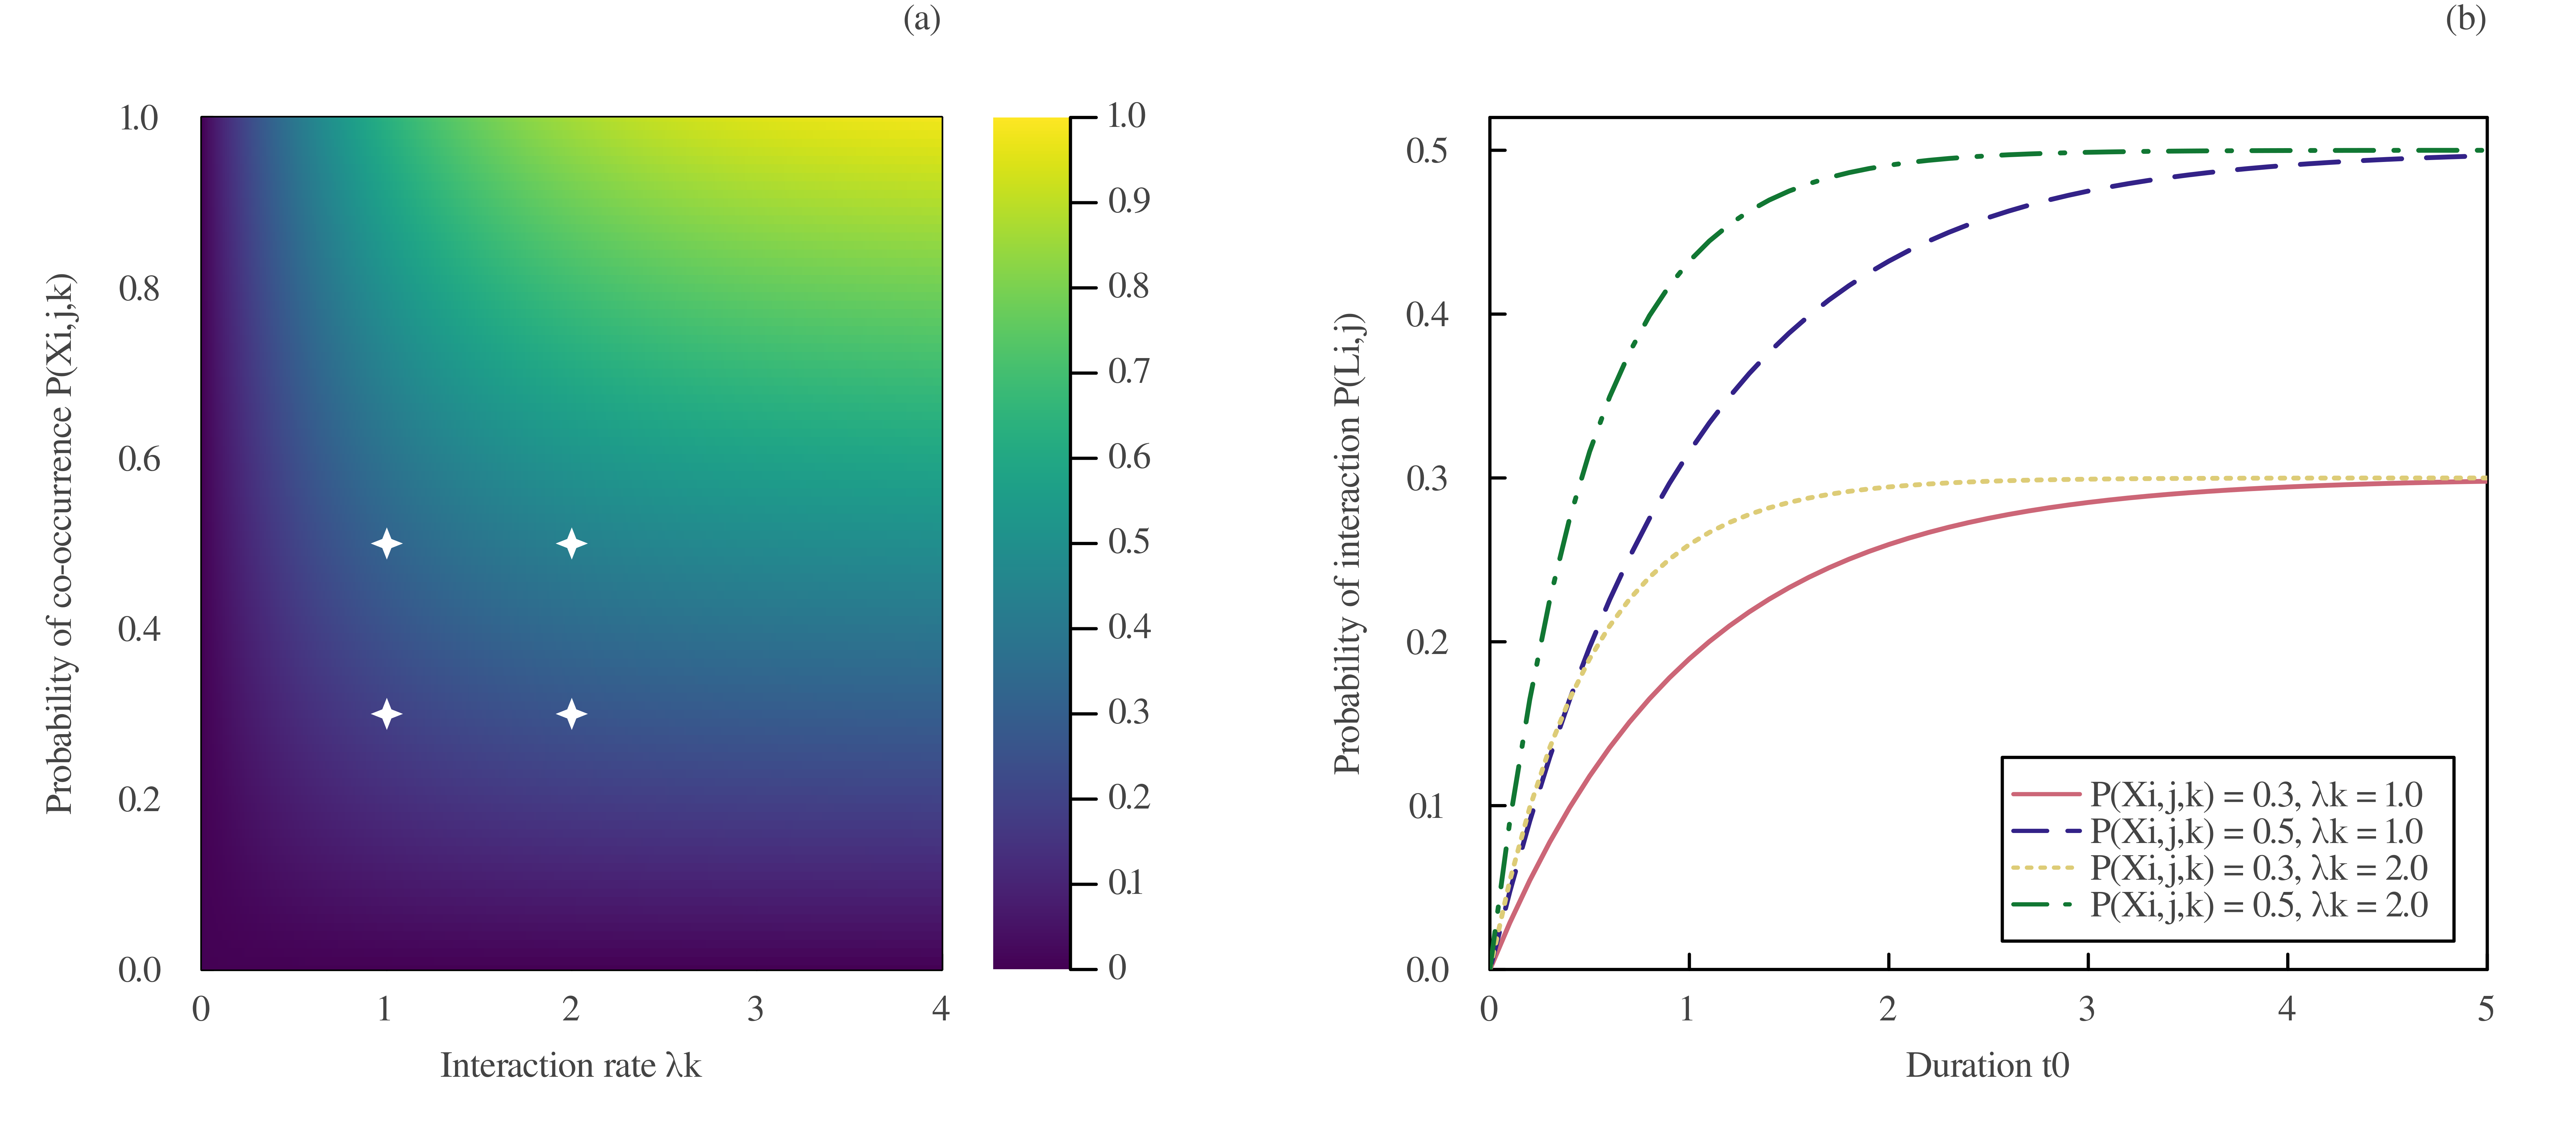 (a)
1.0
0.8
0.6
0.4
0.2
0.0
Probability of co-occurrence P(Xi,j,k)
0 1 2 3 4
Interaction rate λk
1.0
0.9
0.8
0.7
0.6
0.5
0.4
0.3
0.2
0.1
0
(b)
0.5
0.4
0.3
0.2
0.1
0.0
Probability of interaction P(Li,j)
0 1 2 3 4 5
Duration t0
P(Xi,j,k) = 0.3, λk = 1.0
P(Xi,j,k) = 0.5, λk = 1.0
P(Xi,j,k) = 0.3, λk = 2.0
P(Xi,j,k) = 0.5, λk = 2.0